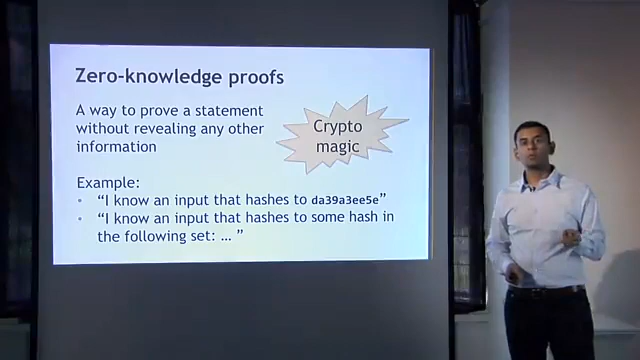 Zero-knowledge proofs
A way to prove a statement
without revealing any other
information
Crypto
magic
Example:
• “I know an input that hashes to da39a3ee5e”
• “I know an input that hashes to some hash in
the following set: … ”